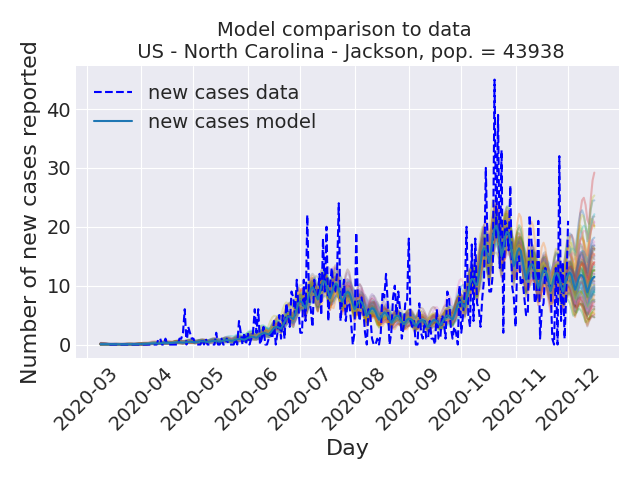 Model comparison to data
US - North Carolina - Jackson, pop. = 43938
Number of new cases reported
40
30
20
10
0
new cases data
new cases model
2020-03
2020-04
2020-05
2020-06
2020-07
2020-08
2020-09
2020-10
2020-11
2020-12
Day